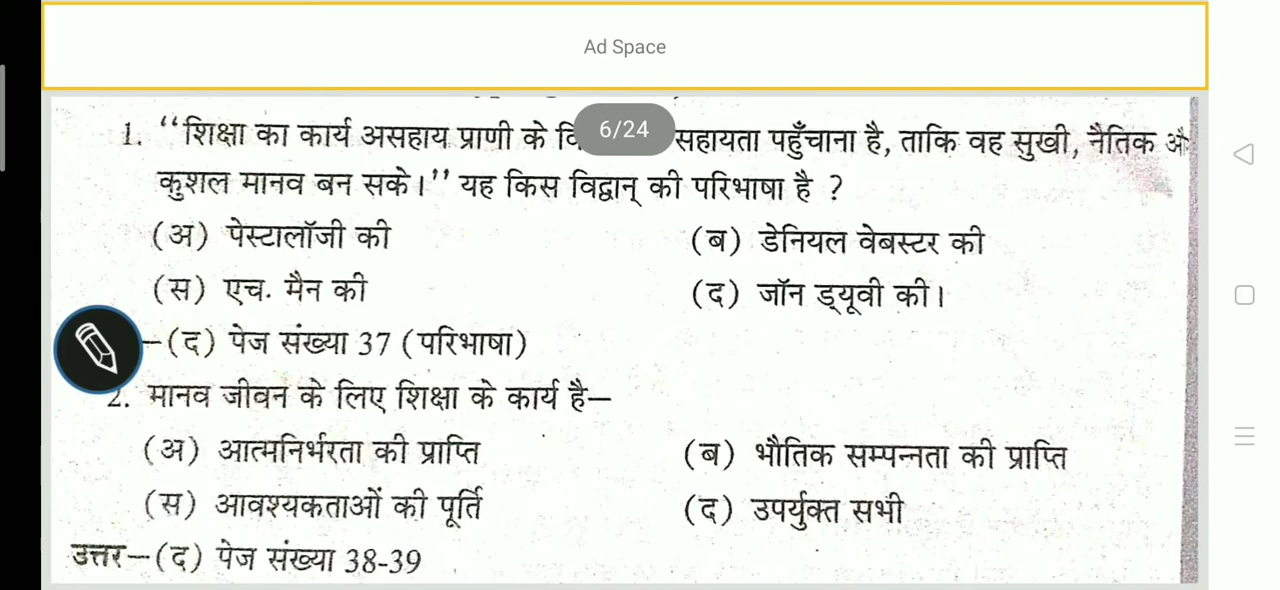 Ad Space
1. ‘‘शिक्षा का कार्य असहाय प्राणी के सहायता पहुँचाना है, ताकि वह सुखी, नैतिक
6/24
कुशल मानव बन सके।’’ यह किस विद्वान् की परिभाषा है ?
(अ) पेस्टालॉजी की (ब) डेनियल वेबस्टर की
(स) एच. मैन की (द) जॉन ड्यूवी की।
–(द) पेज संख्या 37 (परिभाषा)
2. मानव जीवन के लिए शिक्षा के कार्य है–
(अ) आत्मनिर्भरता की प्राप्ति (ब) भौतिक सम्पन्नता की प्राप्ति
(स) आवश्यकताओं की पूर्ति (द) उपर्युक्त सभी
उत्तर–(द) पेज संख्या 38-39